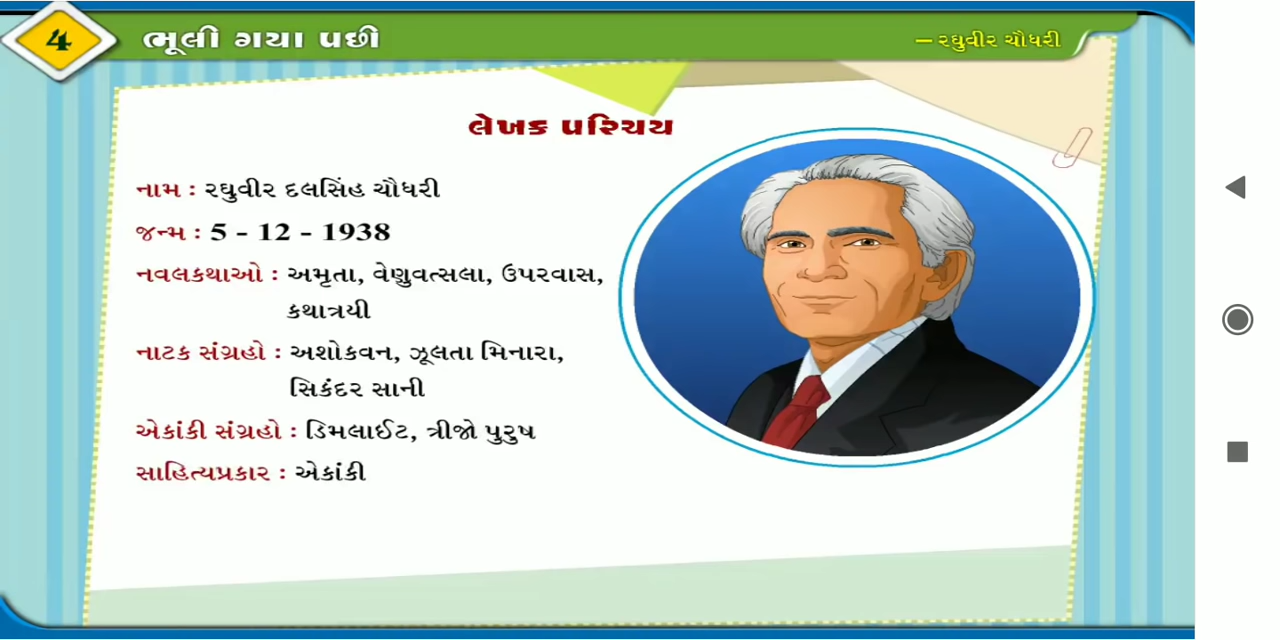 4
ભૂલી ગયા પછી
– રઘુવીર ચૌધરી
લેખક પરિચય
નામ : રઘુવીર દલસિંહ ચૌધરી
જન્મ : 5 - 12 - 1938
નવલકથાઓ : અમૃતા, વેણુવત્સલા, ઉપરવાસ,
કથાત્રયી
નાટક સંગ્રહો : અશોકવન, ઝૂલતા મિનારા,
સિકંદર સાની
એકાંકી સંગ્રહો : ડિમલાઈટ, ત્રીજો પુરુષ
સાહિત્યપ્રકાર : એકાંકી